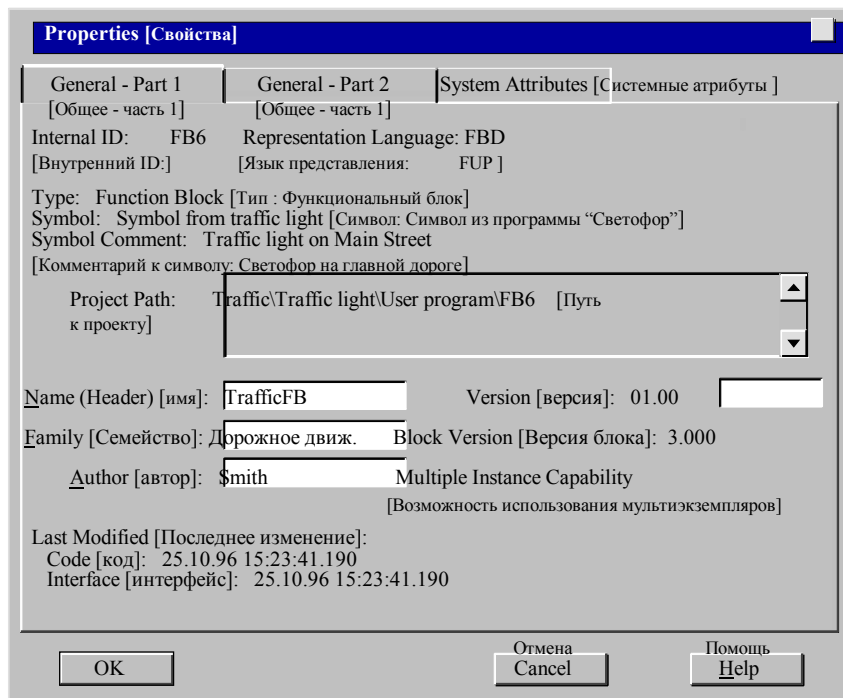 Properties [Свойства]
General - Part 1 General - Part 2 System Attributes [Системные атрибуты ]
[Общее - часть 1] [Общее - часть 1]
Internal ID: FB6 Representation Language: FBD
[Внутренний ID:] [Язык представления: FUP ]
Type: Function Block [Тип : Функциональный блок]
Symbol: Symbol from traffic light [Символ: Символ из программы “Светофор”]
Symbol Comment: Traffic light on Main Street
[Комментарий к символу: Светофор на главной дороге]
Project Path: Traffic\Traffic light\User program\FB6 [Путь
к проекту]
Name (Header) [имя]: TrafficFB Version [версия]: 01.00
Family [Семейство]: Дорожное движ. Block Version [Версия блока]: 3.000
Author [автор]: Smith Multiple Instance Capability
[Возможность использования мультиэкземпляров]
Last Modified [Последнее изменение]:
Code [код]: 25.10.96 15:23:41.190
Interface [интерфейс]: 25.10.96 15:23:41.190
Отмена Помощь
OK Cancel Help